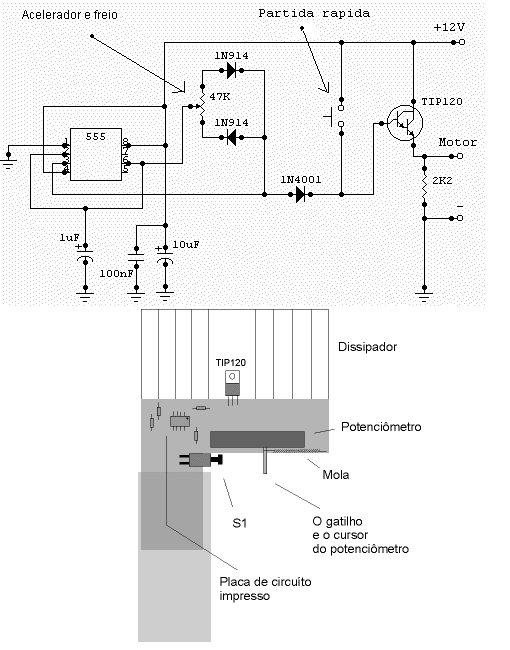 Acelerador e freio
Partida rapida
+12V
1N914
47K
TIP120
555
1N914
Motor
1N4001
2K2
-
1uF
+
100nF
+
10uF
TIP120
Dissipador
Potenciômetro
Mola
S1
O gatilho
e o cursor
do potenciômetro
Placa de circuíto
impresso